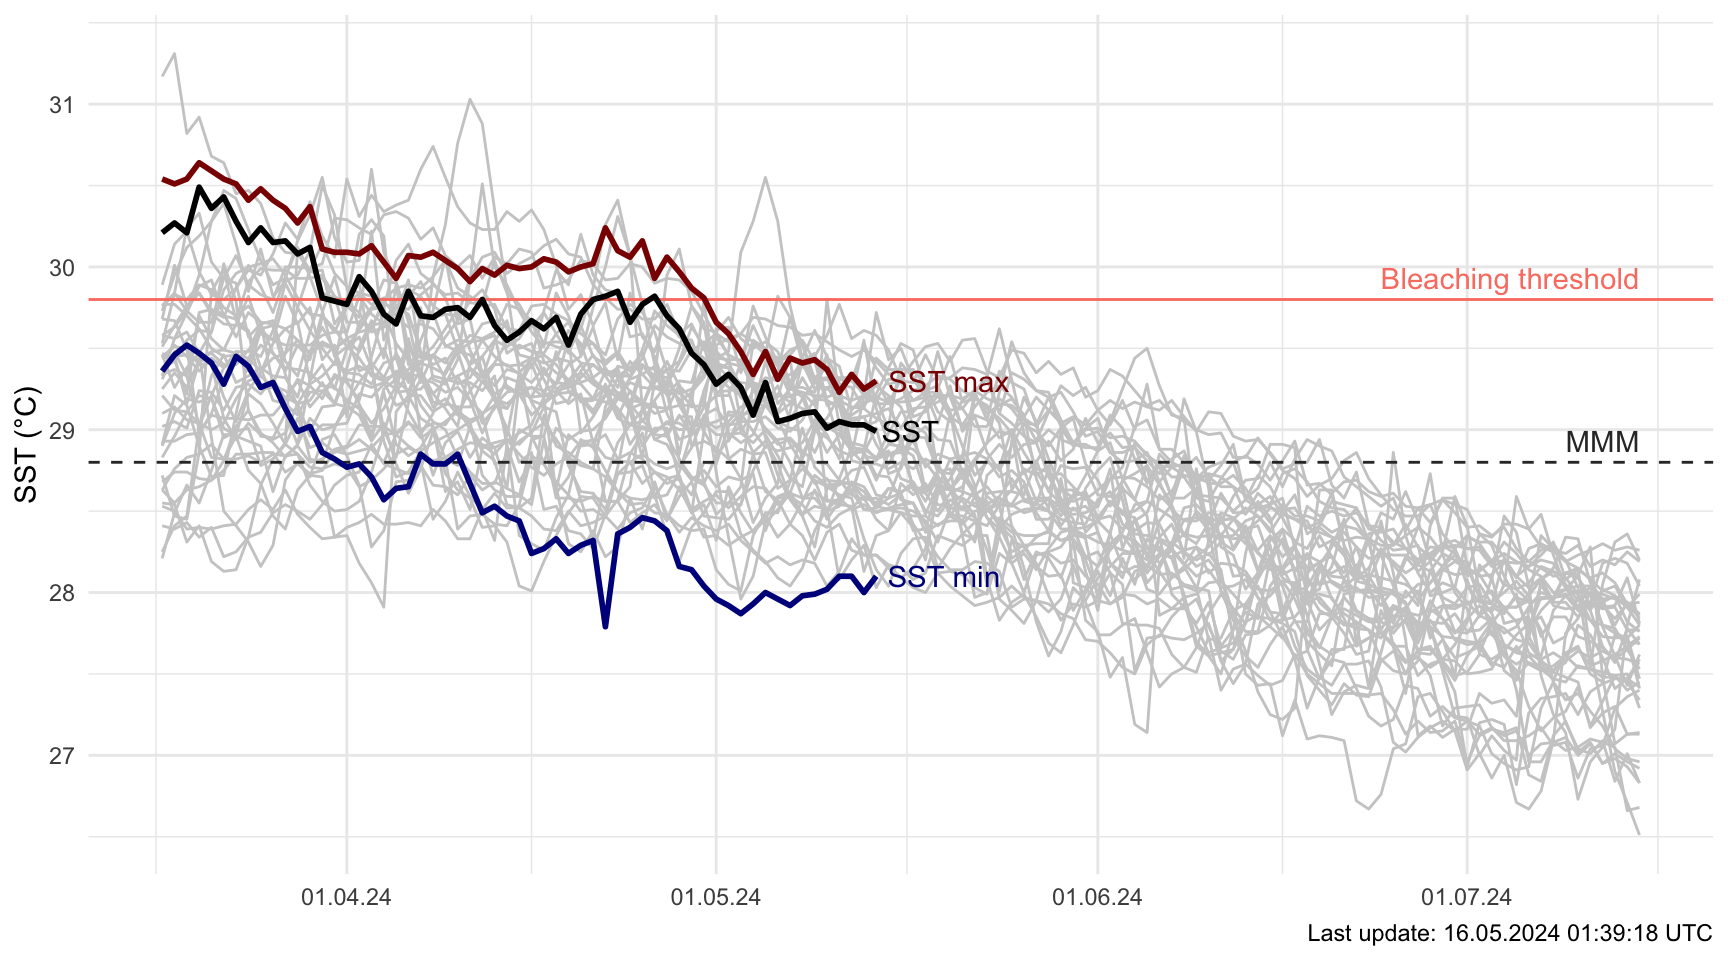 SST (°C)
31
30
29
28
27
Bleaching threshold
SST max
SST
MMM
SST min
01.04.24
01.05.24
01.06.24
01.07.24
Last update: 16.05.2024 01:39:18 UTC